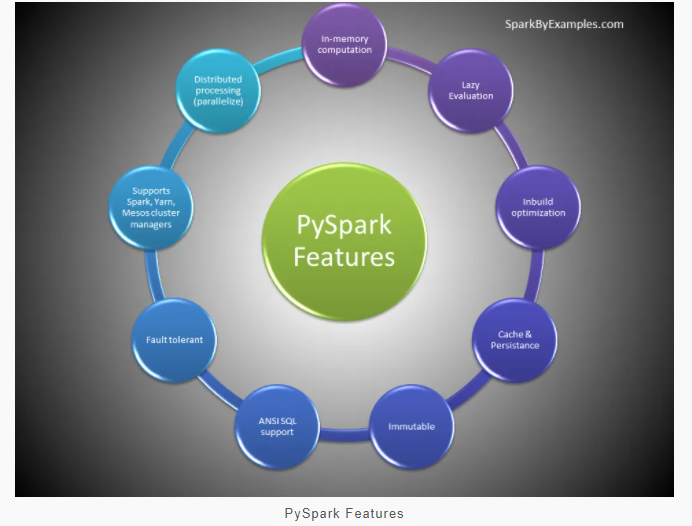 SparkByExamples.com
In-memory
computation
Lazy
Evaluation
Inbuild
optimization
Cache &
Persistance
Immutable
ANSI SQL
support
Fault tolerant
Supports
Spark, Yarn,
Mesos cluster
managers
Distributed
processing
(parallelize)
PySpark
Features
PySpark Features